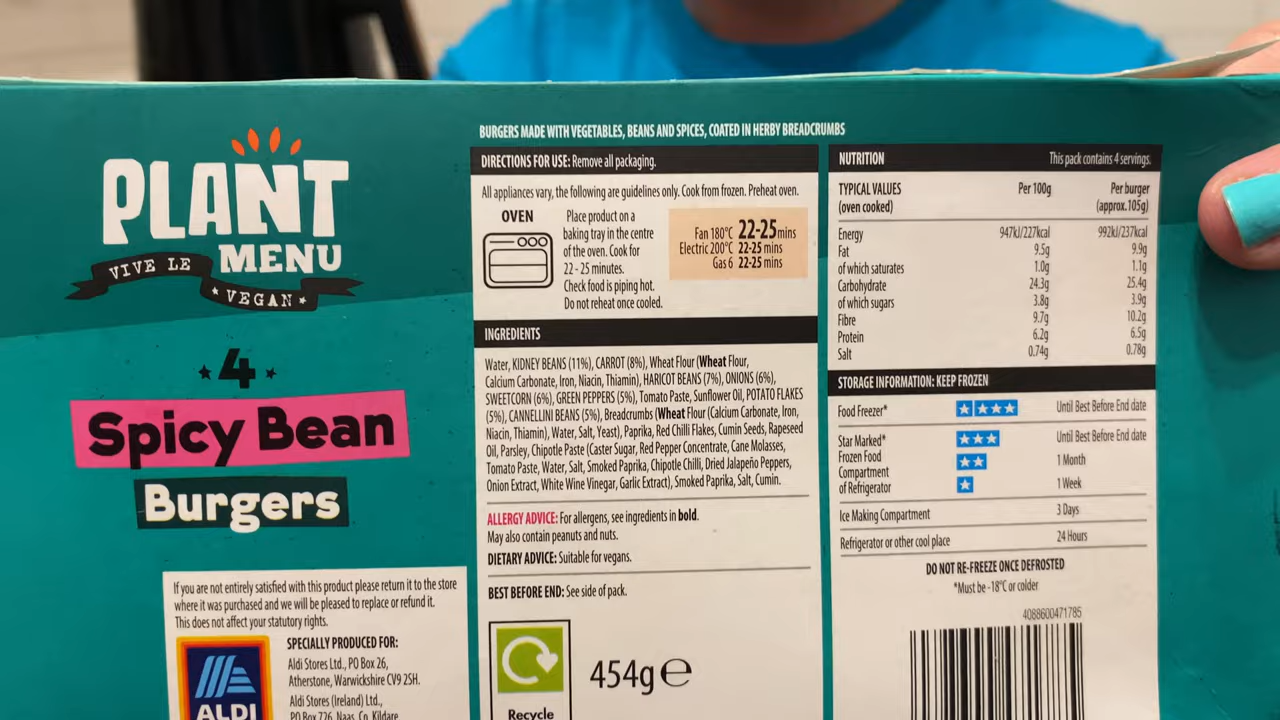 PLANT
MENU
VIVE LE
VEGAN
4
Spicy Bean
Burgers
If you are not entirely satisfied with this product please return it to the store
where it was purchased and we will be pleased to replace or refund it.
This does not affect your statutory rights.
ALDI
SPECIALLY PRODUCED FOR:
Aldi Stores Ltd., PO Box 26,
Atherstone, Warwickshire CV9 2SH.
Aldi Stores (Ireland) Ltd.,
PO Box 726, Naas, Co. Kildare
BURGERS MADE WITH VEGETABLES, BEANS AND SPICES, COATED IN HERBY BREADCRUMBS
DIRECTIONS FOR USE: Remove all packaging.
All appliances vary, the following are guidelines only. Cook from frozen. Preheat oven.
OVEN
Place product on a
baking tray in the centre
of the oven. Cook for
22 - 25 minutes.
Check food is piping hot.
Do not reheat once cooled.
Fan 180°C 22-25 mins
Electric 200°C 22-25 mins
Gas 6 22-25 mins
INGREDIENTS
Water, KIDNEY BEANS (11%), CARROT (8%), Wheat Flour (Wheat Flour,
Calcium Carbonate, Iron, Niacin, Thiamin), HARICOT BEANS (7%), ONIONS (6%),
SWEETCORN (6%), GREEN PEPPERS (5%), Tomato Paste, Sunflower Oil, POTATO FLAKES
(5%), CANNELLINI BEANS (5%), Breadcrumbs (Wheat Flour (Calcium Carbonate, Iron,
Niacin, Thiamin), Water, Salt, Yeast), Paprika, Red Chilli Flakes, Cumin Seeds, Rapeseed
Oil, Parsley, Chipotle Paste (Caster Sugar, Red Pepper Concentrate, Cane Molasses,
Tomato Paste, Water, Salt, Smoked Paprika, Chipotle Chilli, Dried Jalapeño Peppers,
Onion Extract, White Wine Vinegar, Garlic Extract), Smoked Paprika, Salt, Cumin.
ALLERGY ADVICE: For allergens, see ingredients in bold.
May also contain peanuts and nuts.
DIETARY ADVICE: Suitable for vegans.
BEST BEFORE END: See side of pack.
Recycle
454g e
NUTRITION This pack contains 4 servings.
TYPICAL VALUES Per 100g Per burger
(oven cooked) (approx. 105g)
Energy 947kJ/227kcal 992kJ/237kcal
Fat 9.5g 9.9g
of which saturates 1.0g 1.1g
Carbohydrate 24.3g 25.4g
of which sugars 3.8g 3.9g
Fibre 9.7g 10.2g
Protein 6.2g 6.5g
Salt 0.74g 0.78g
STORAGE INFORMATION: KEEP FROZEN
Food Freezer* Until Best Before End date
Star Marked* Until Best Before End date
Frozen Food 1 Month
Compartment
of Refrigerator 1 Week
Ice Making Compartment 3 Days
Refrigerator or other cool place 24 Hours
DO NOT RE-FREEZE ONCE DEFROSTED
*Must be -18°C or colder
4088600471785